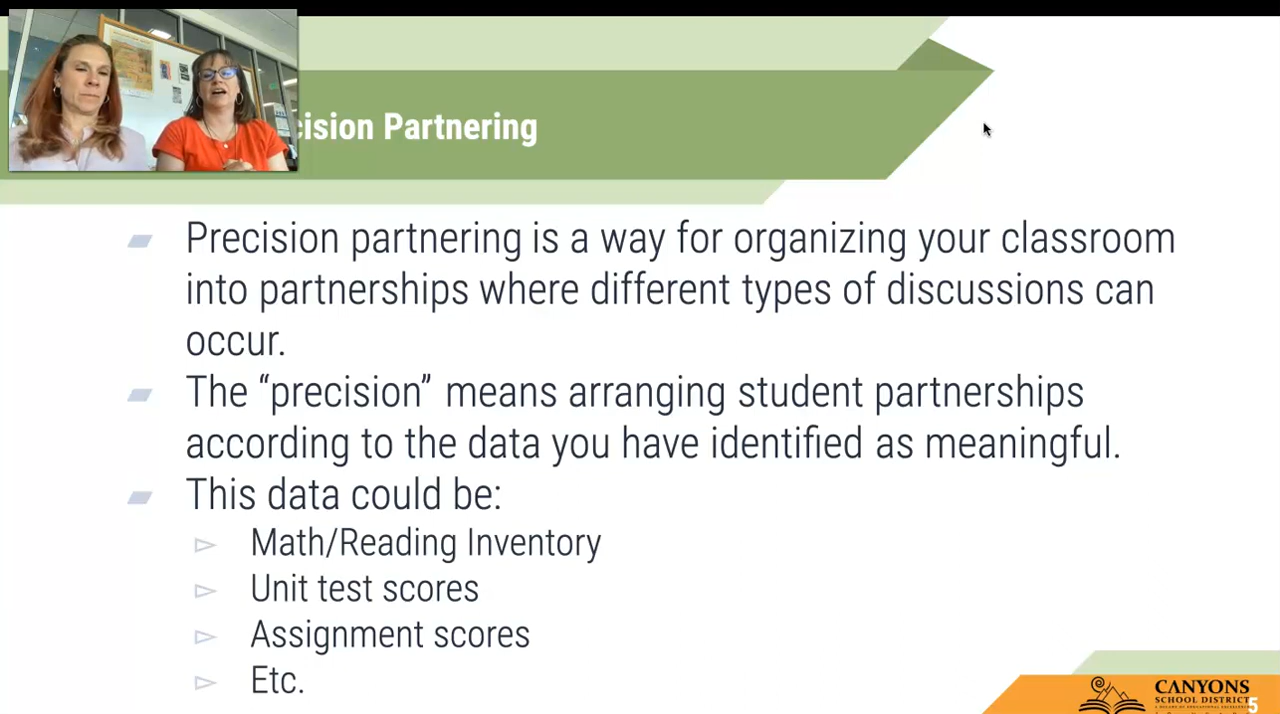 cision Partnering
Precision partnering is a way for organizing your classroom
into partnerships where different types of discussions can
occur.
The “precision” means arranging student partnerships
according to the data you have identified as meaningful.
This data could be:
Math/Reading Inventory
Unit test scores
Assignment scores
Etc.
CANYONS
SCHOOL DISTRICT
5